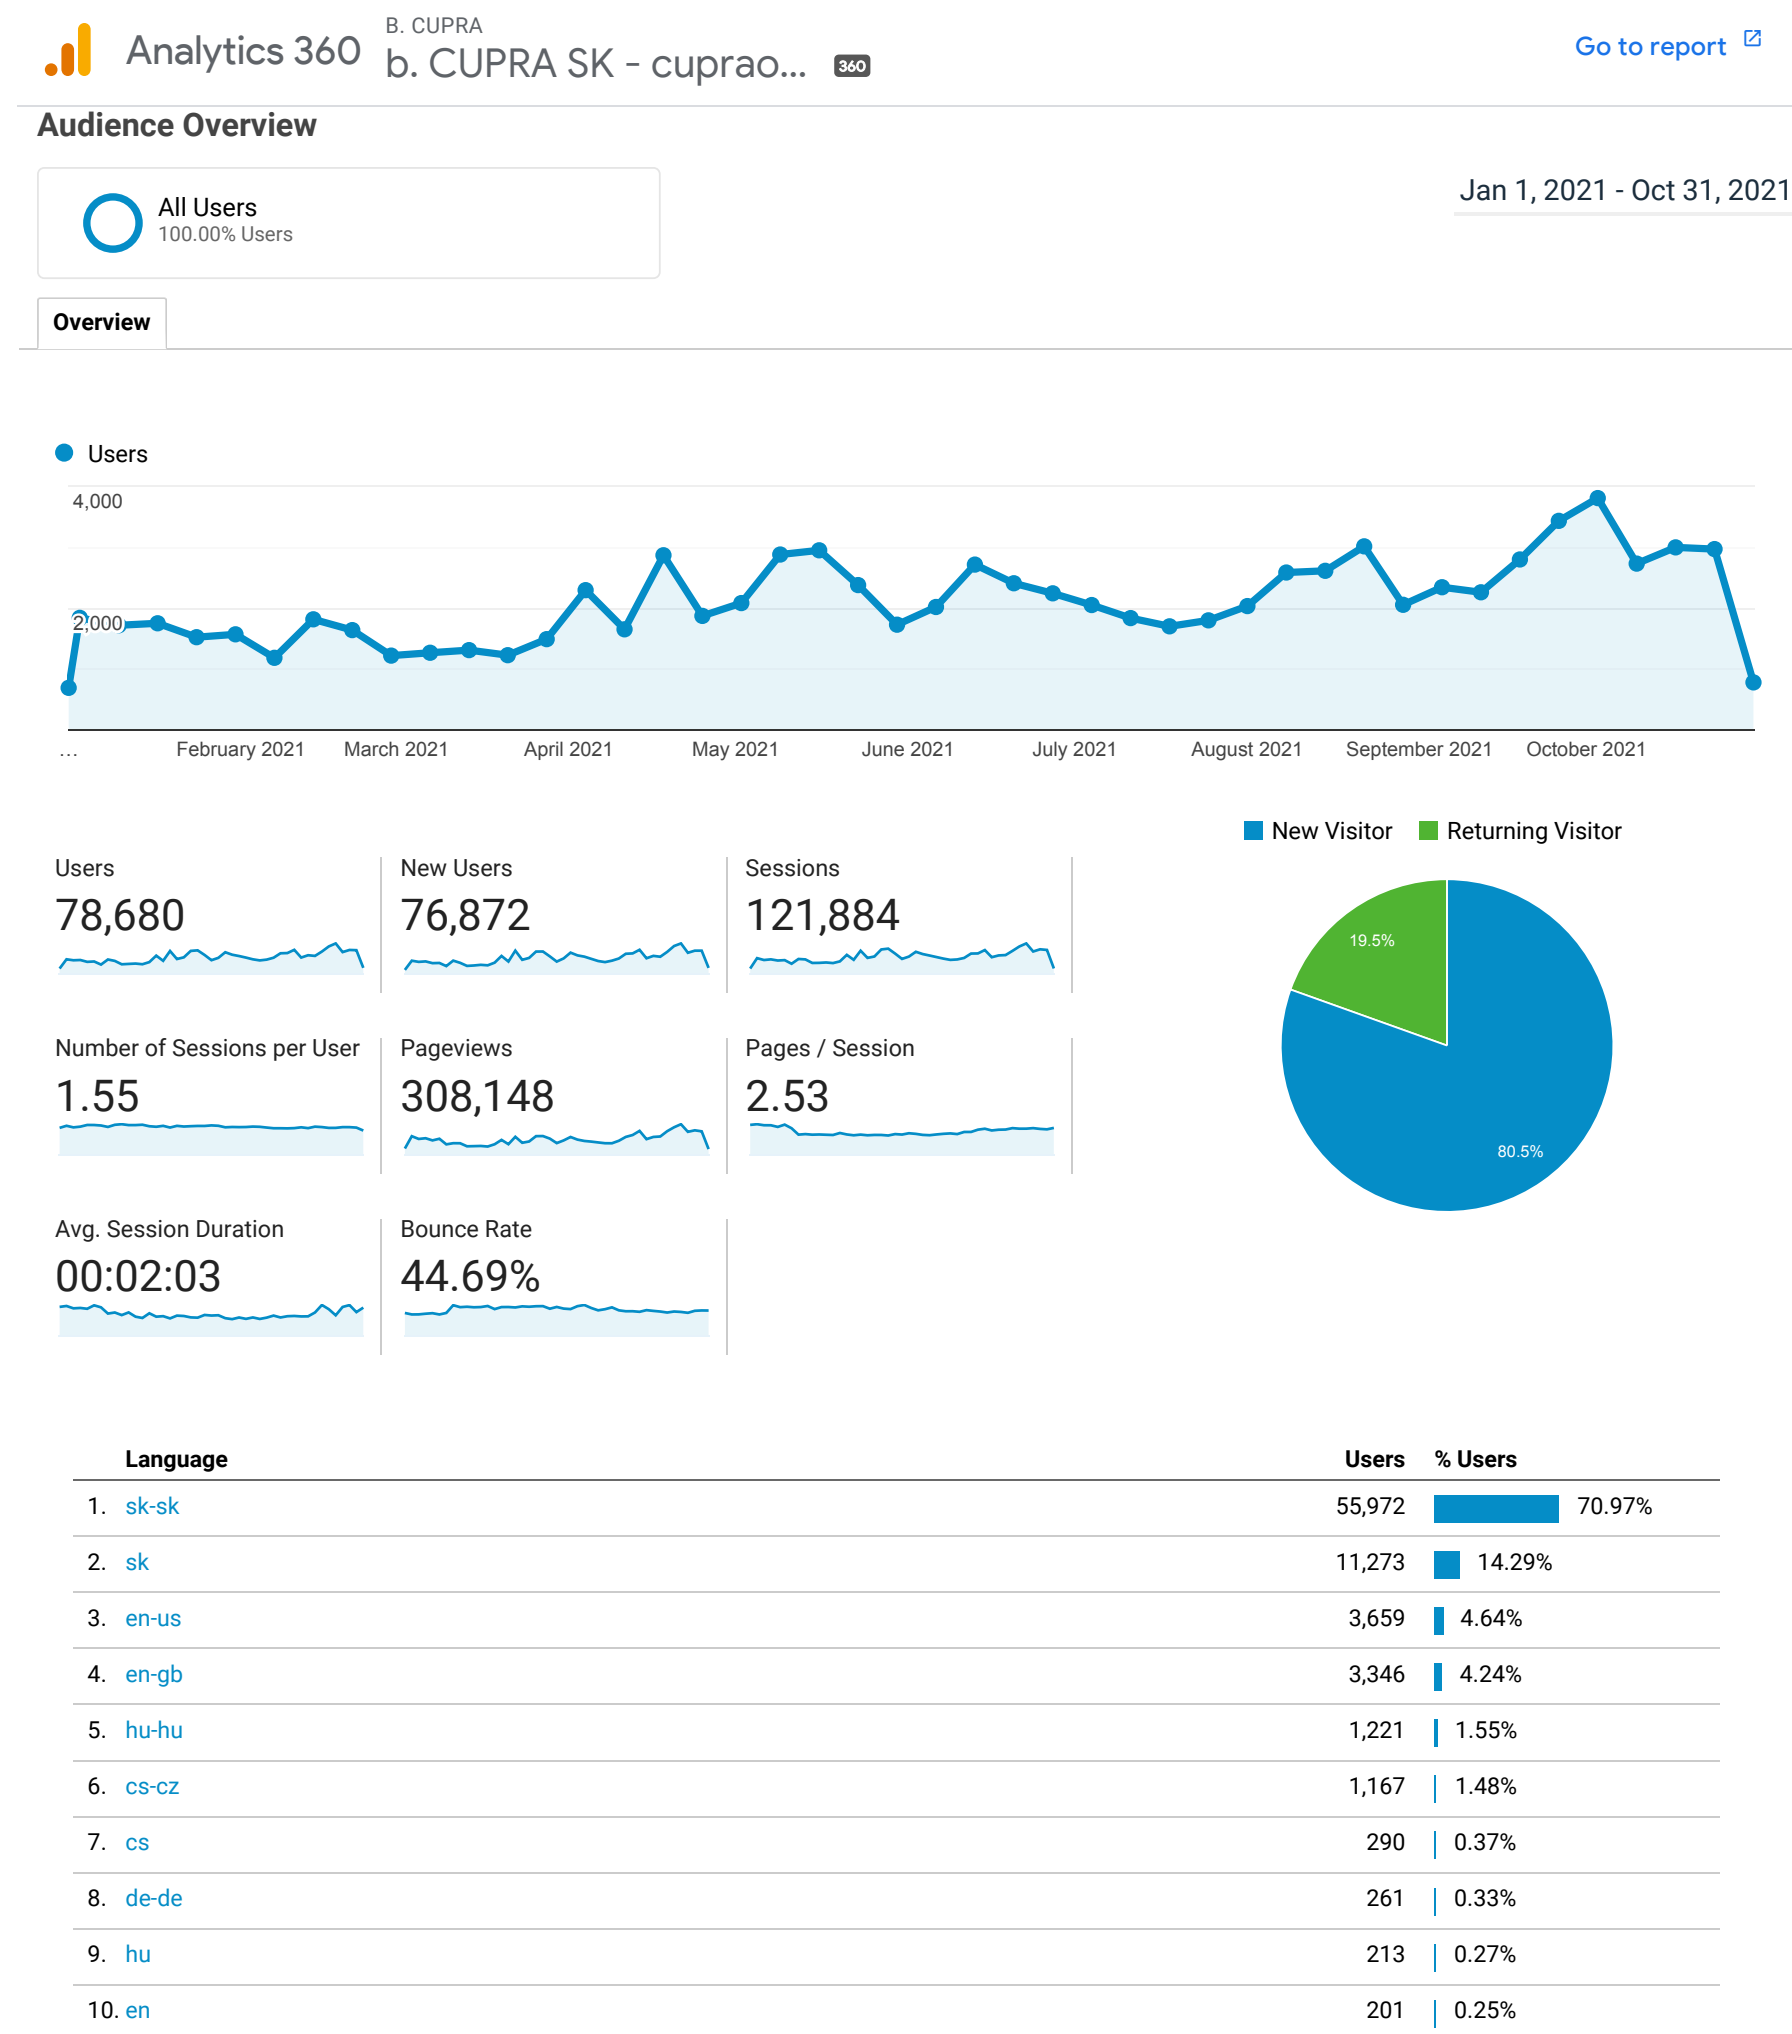 Analytics 360
B. CUPRA
b. CUPRA SK - cuprao...
360
Go to report
Audience Overview
All Users
100.00% Users
Jan 1, 2021 - Oct 31, 2021
Overview
Users
4,000
2,000
...
February 2021
March 2021
April 2021
May 2021
June 2021
July 2021
August 2021
September 2021
October 2021
New Visitor
Returning Visitor
19.5%
80.5%
Users
78,680
New Users
76,872
Sessions
121,884
Number of Sessions per User
1.55
Pageviews
308,148
Pages / Session
2.53
Avg. Session Duration
00:02:03
Bounce Rate
44.69%
Language Users % Users
1. sk-sk 55,972 70.97%
2. sk 11,273 14.29%
3. en-us 3,659 4.64%
4. en-gb 3,346 4.24%
5. hu-hu 1,221 1.55%
6. cs-cz 1,167 1.48%
7. cs 290 0.37%
8. de-de 261 0.33%
9. hu 213 0.27%
10. en 201 0.25%